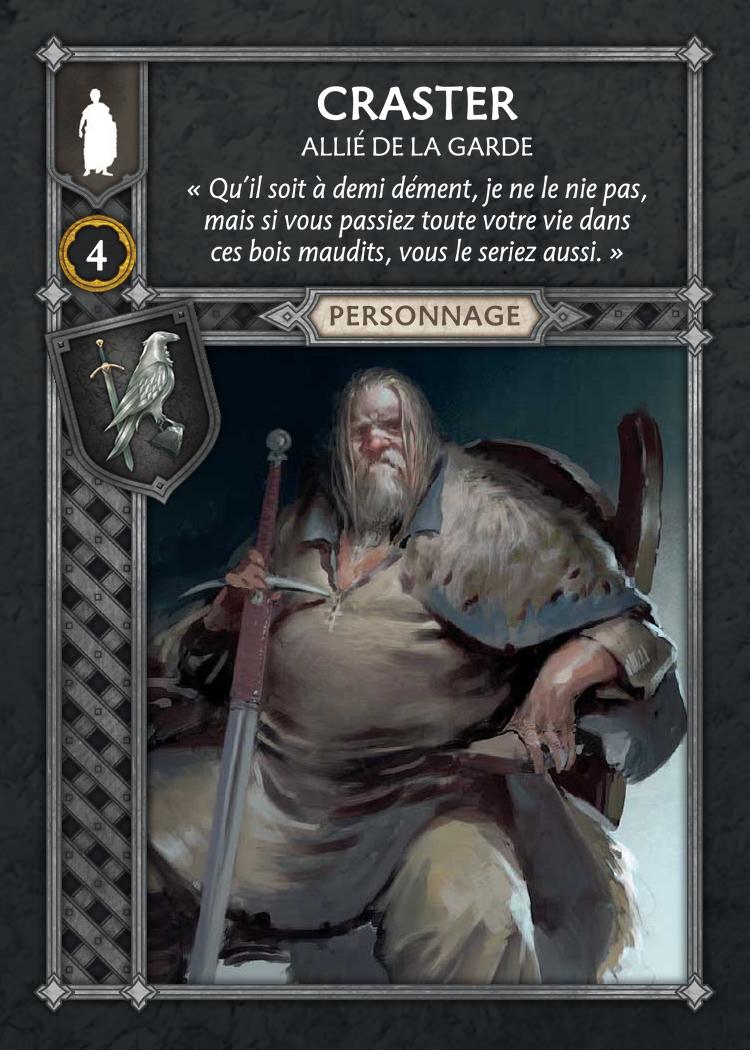 CRASTER
ALLIÉ DE LA GARDE
« Qu’il soit à demi dément, je ne le nie pas,
mais si vous passiez toute votre vie dans
ces bois maudits, vous le seriez aussi. »
4
PERSONNAGE